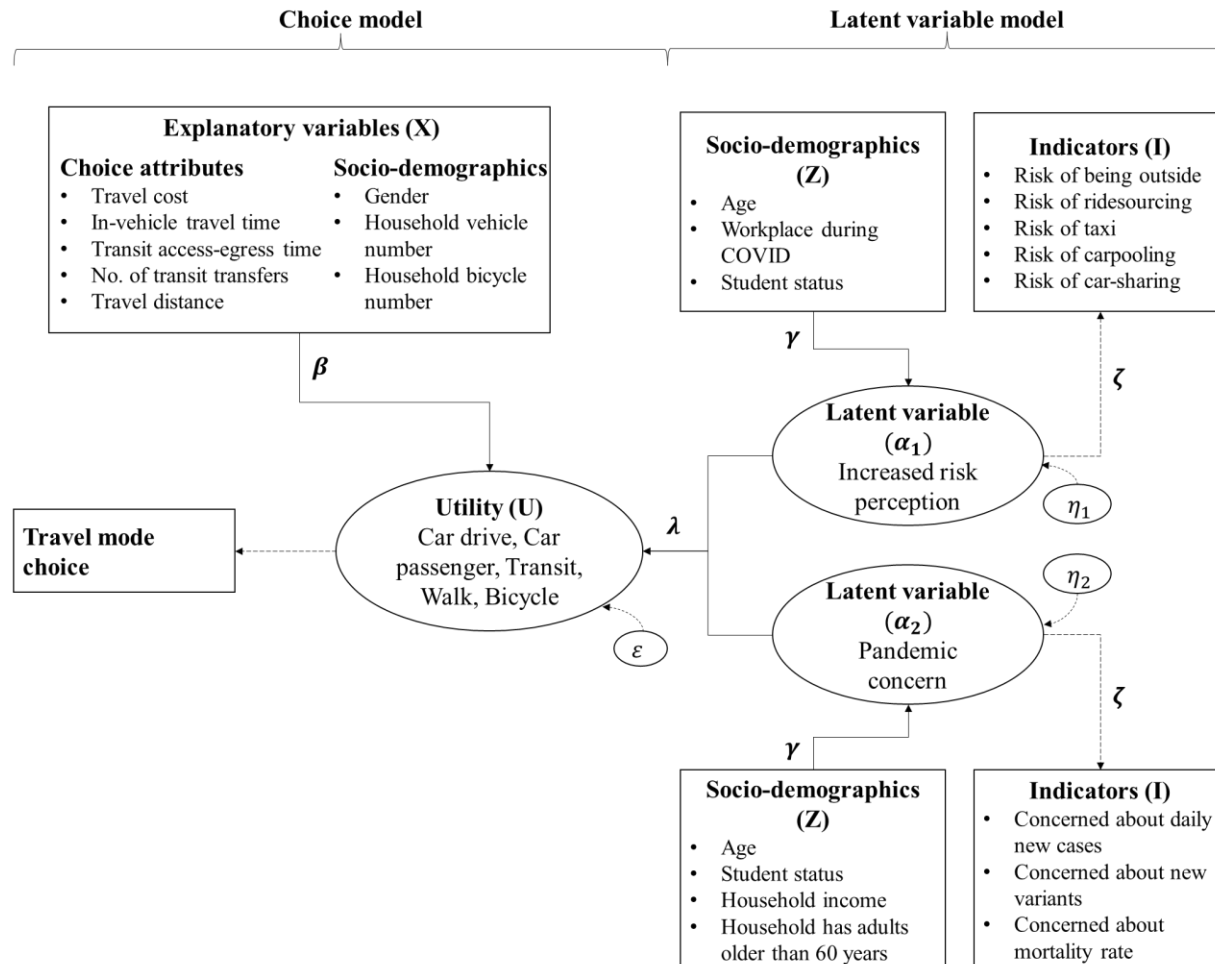 Choice model
Latent variable model
Explanatory variables (X)
Choice attributes
• Travel cost
• In-vehicle travel time
• Transit access-egress time
• No. of transit transfers
• Travel distance
Socio-demographics
• Gender
• Household vehicle
number
• Household bicycle
number
β
Utility (U)
Car drive, Car
passenger, Transit,
Walk, Bicycle
ε
Travel mode
choice
λ
Socio-demographics
(Z)
• Age
• Workplace during
COVID
• Student status
γ
Indicators (I)
• Risk of being outside
• Risk of ridesourcing
• Risk of taxi
• Risk of carpooling
• Risk of car-sharing
ζ
Latent variable
(α₁)
Increased risk
perception
η₁
Latent variable
(α₂)
Pandemic
concern
η₂
γ
ζ
Socio-demographics
(Z)
• Age
• Student status
• Household income
• Household has adults
older than 60 years
Indicators (I)
• Concerned about daily
new cases
• Concerned about new
variants
• Concerned about
mortality rate